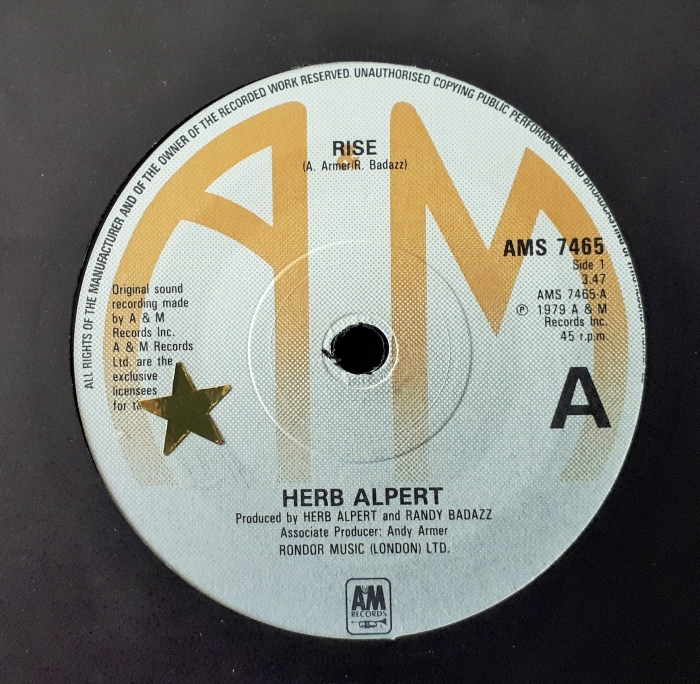 ALL RIGHTS OF THE MANUFACTURER AND OF THE OWNER OF THE RECORDED WORK RESERVED. UNAUTHORISED COPYING PUBLIC PERFORMANCE AND BROADCASTING OF THIS RECORD
A&M
RISE
(A. Armer/R. Badazz)
AMS 7465
Side 1
3.47
AMS 7465-A
℗ 1979 A & M
Records Inc.
45 r.p.m.
Original sound
recording made
by A & M
Records Inc.
A & M Records
Ltd. are the
exclusive
licensees
for
A
HERB ALPERT
Produced by HERB ALPERT and RANDY BADAZZ
Associate Producer: Andy Armer
RONDOR MUSIC (LONDON) LTD.
A&M
RECORDS